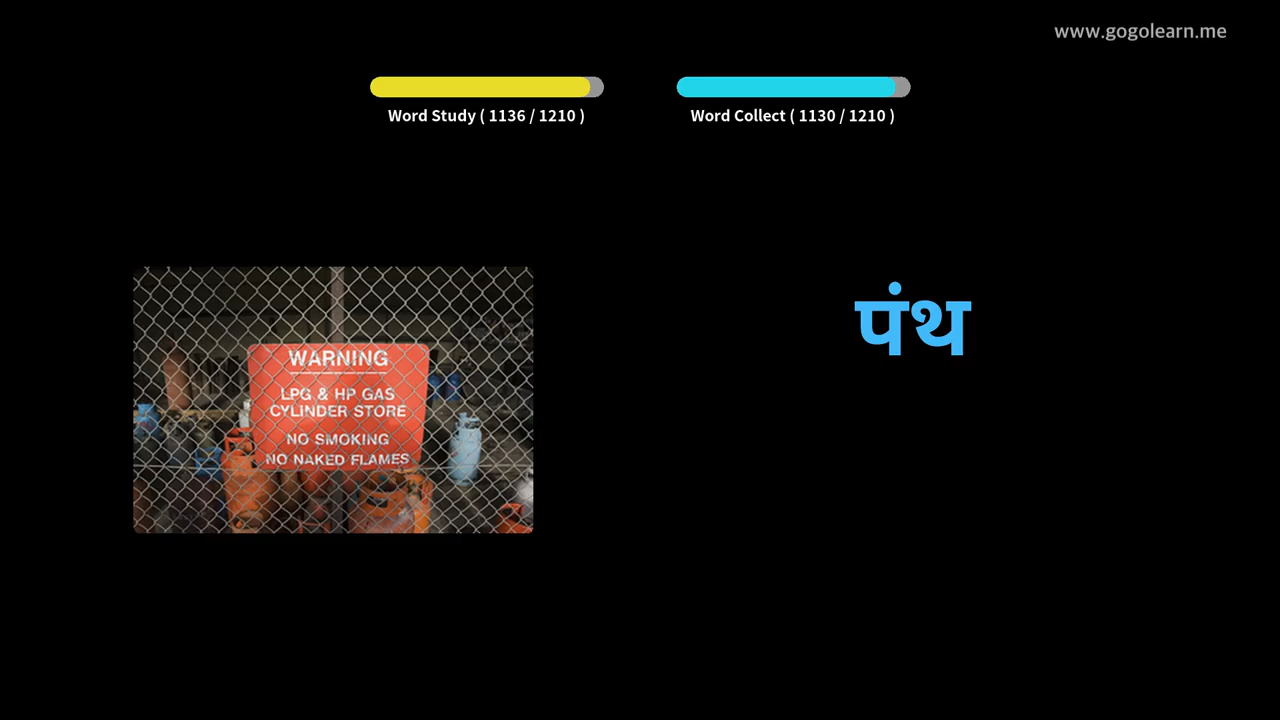 www.gogolearn.me
Word Study ( 1136 / 1210 )
Word Collect ( 1130 / 1210 )
WARNING
LPG & HP GAS
CYLINDER STORE
NO SMOKING
NO NAKED FLAMES
पंथ